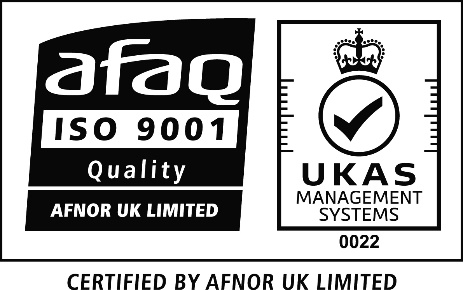 afaq
ISO 9001
Quality
AFNOR UK LIMITED
UKAS
MANAGEMENT
SYSTEMS
0022
CERTIFIED BY AFNOR UK LIMITED